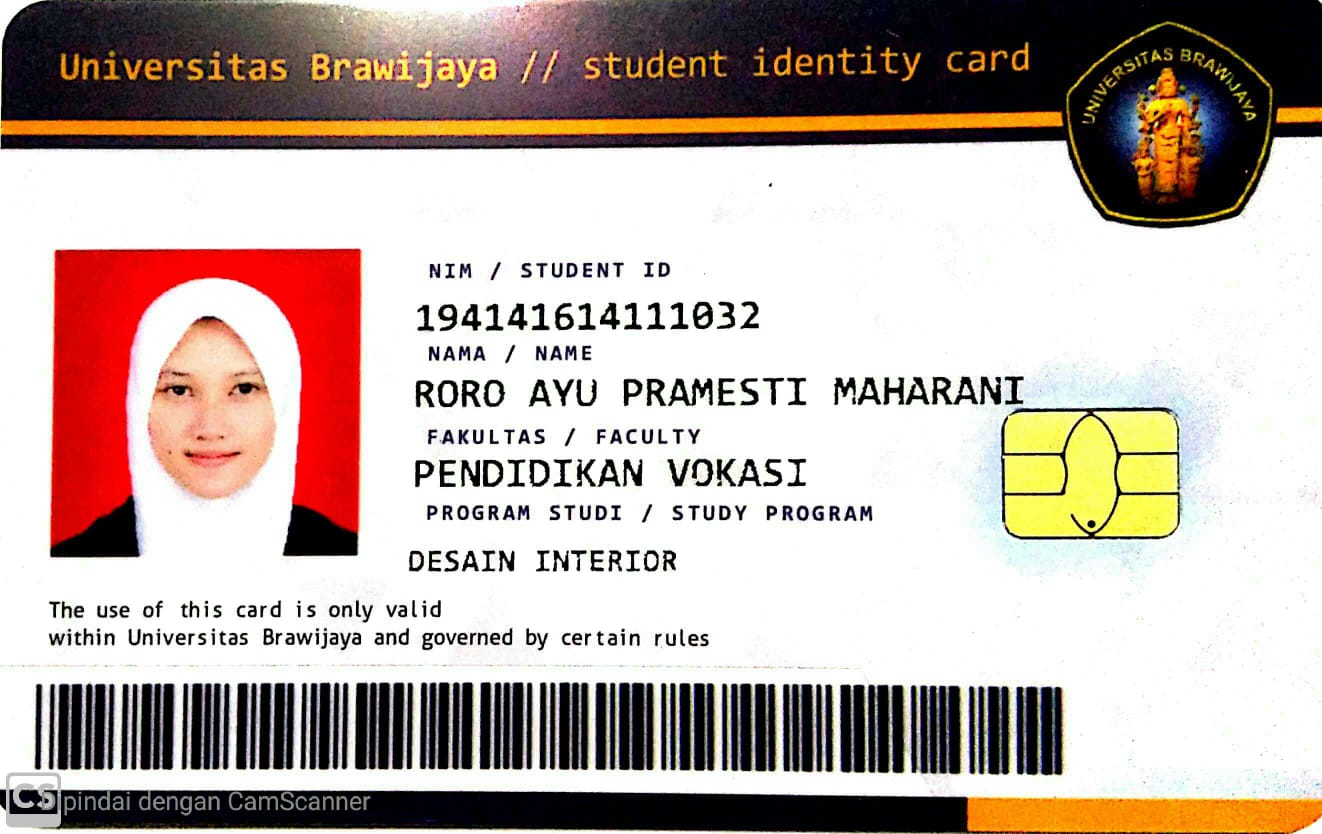 Universitas Brawijaya // student identity card
UNIVERSITAS BRAWIJAYA
NIM / STUDENT ID
194141614111032
NAMA / NAME
RORO AYU PRAMESTI MAHARANI
FAKULTAS / FACULTY
PENDIDIKAN VOKASI
PROGRAM STUDI / STUDY PROGRAM
DESAIN INTERIOR
The use of this card is only valid
within Universitas Brawijaya and governed by certain rules
CS Dipindai dengan CamScanner